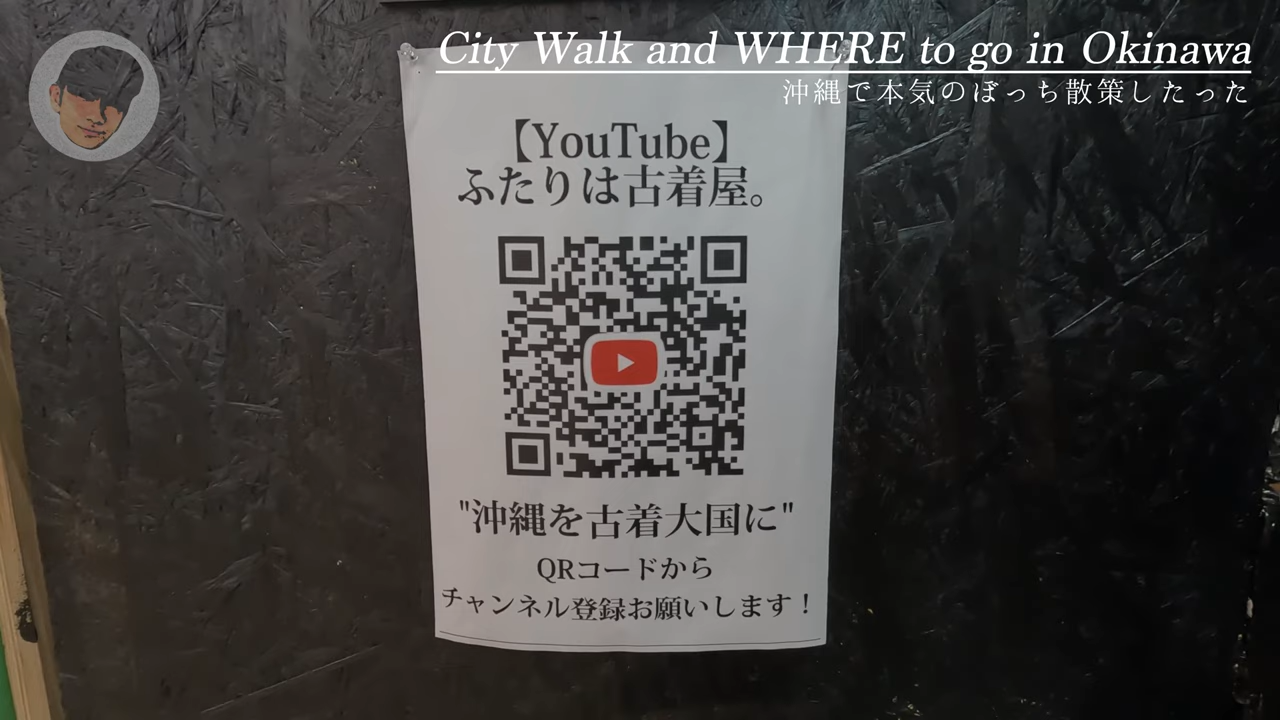 City Walk and WHERE to go in Okinawa
沖縄で本気のぼっち散策したった
【YouTube】
ふたりは古着屋。
"沖縄を古着大国に"
QRコードから
チャンネル登録お願いします！